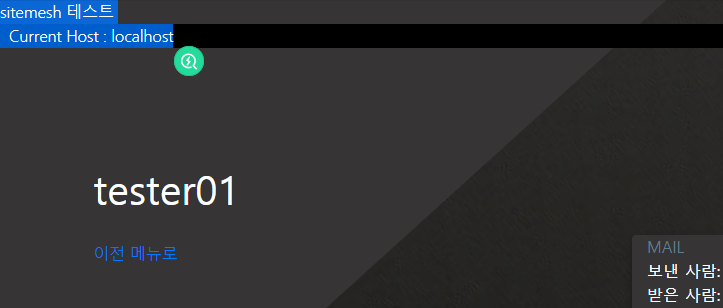 sitemesh 테스트
Current Host : localhost
tester01
이전 메뉴로
MAIL
보낸 사람:
받은 사람: